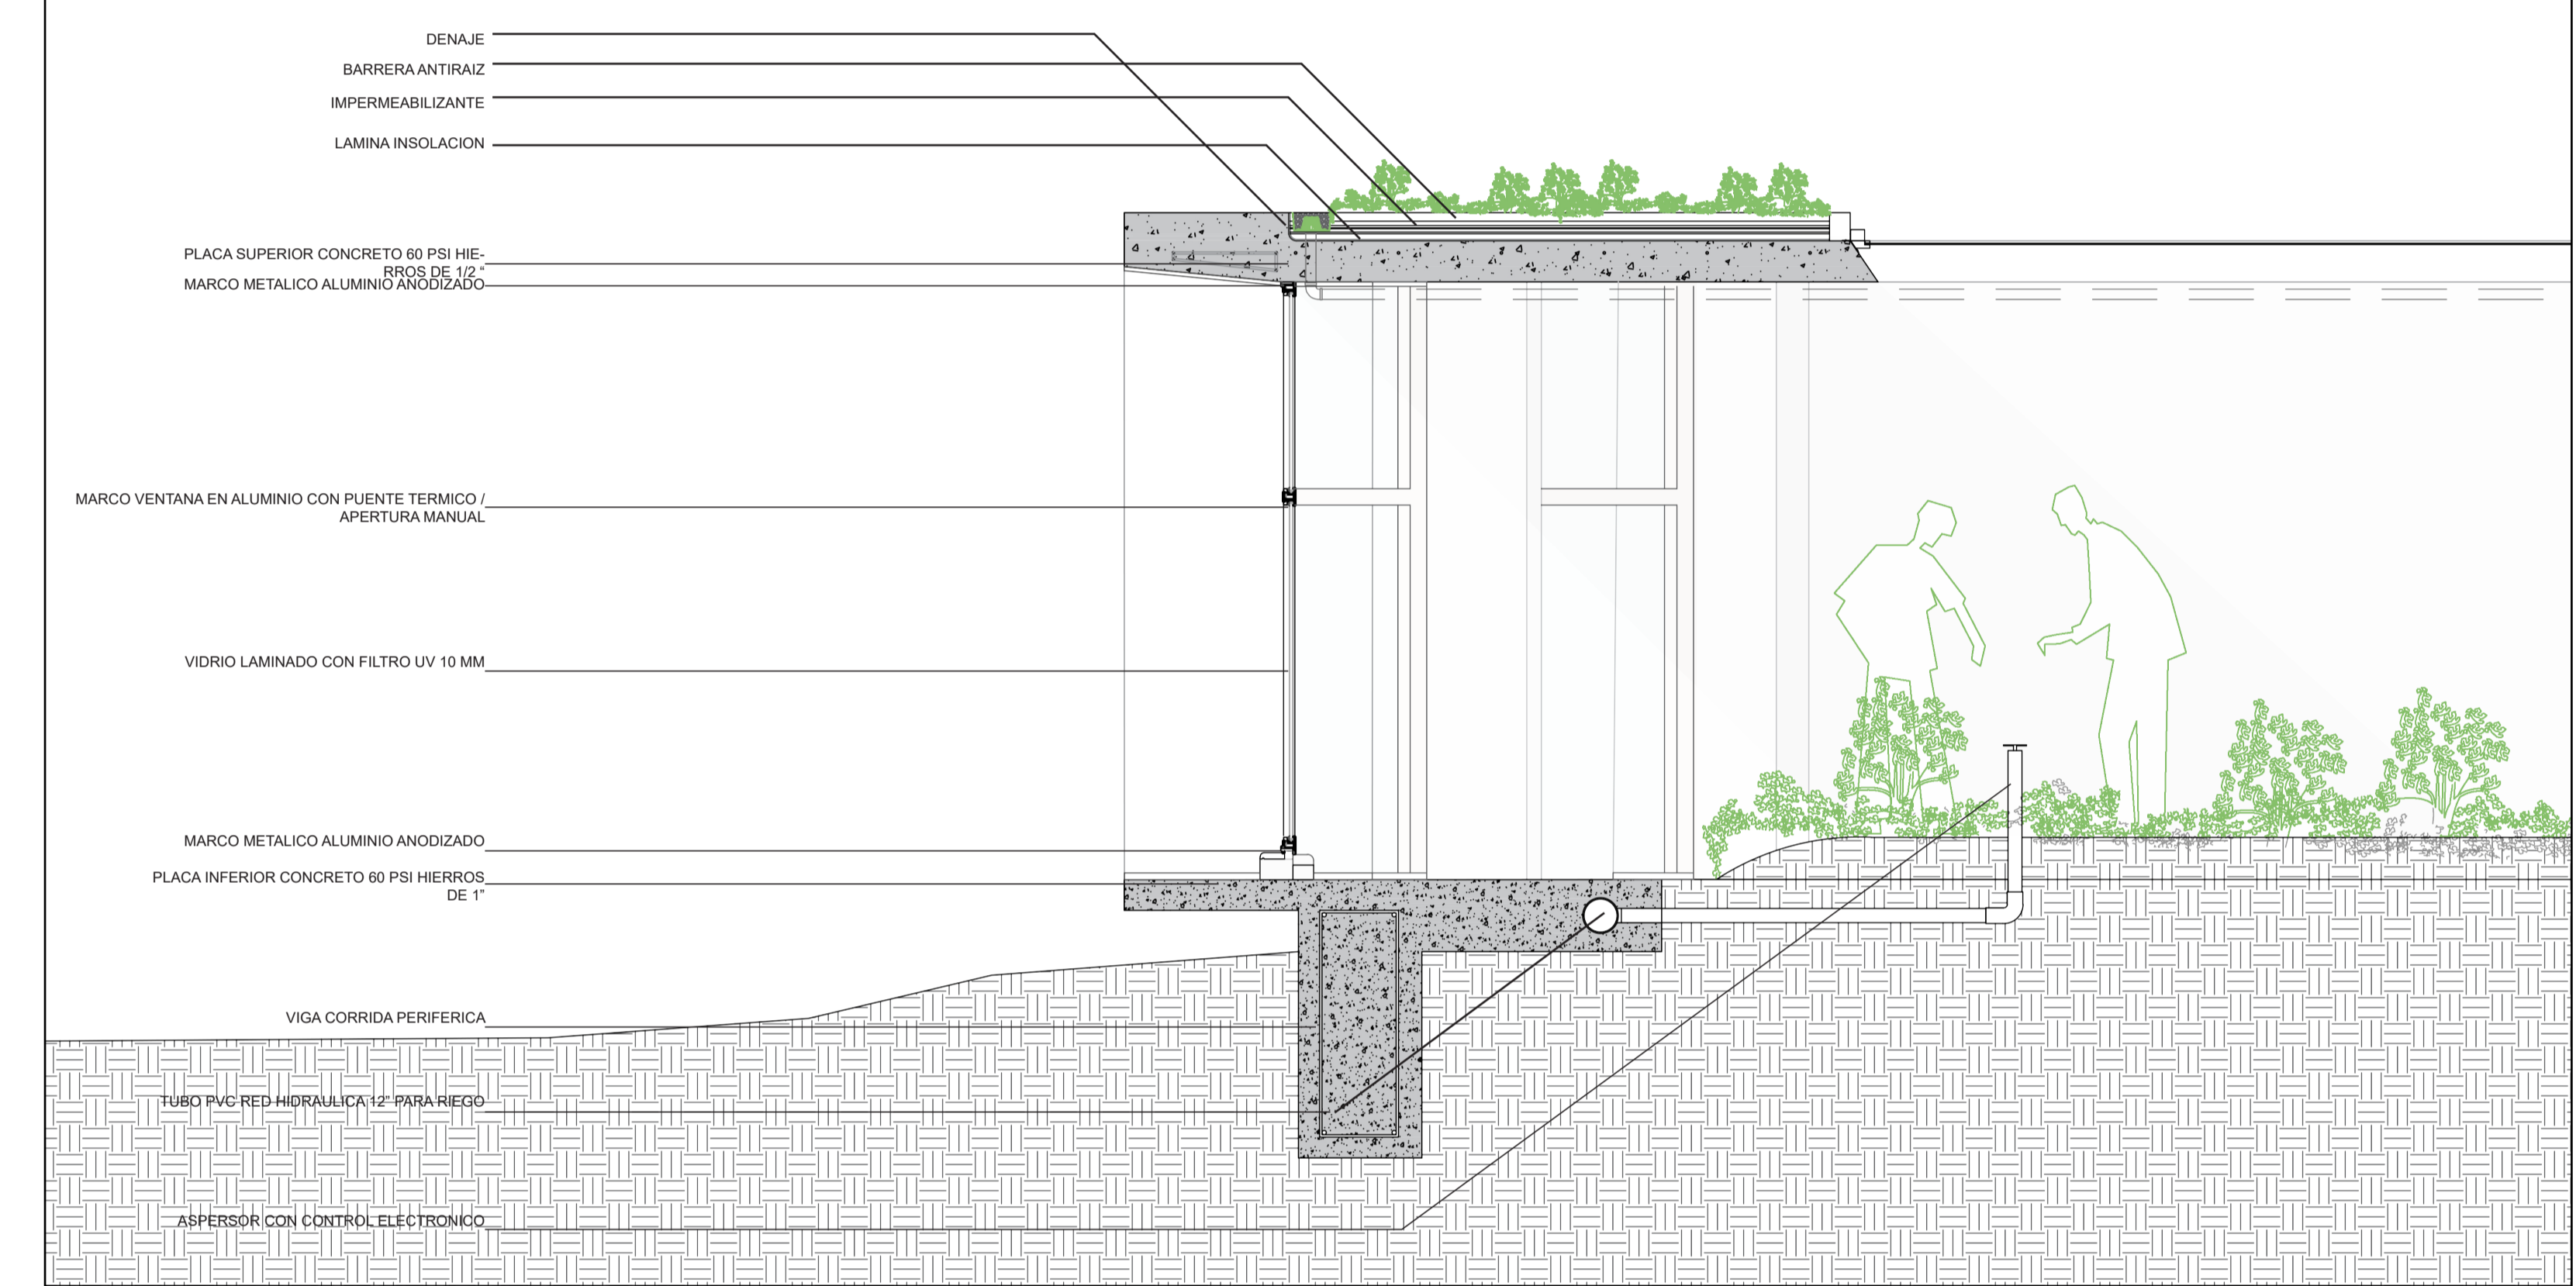 DENAJE
BARRERA ANTIRAIZ
IMPERMEABILIZANTE
LAMINA INSOLACION
PLACA SUPERIOR CONCRETO 60 PSI HIE-
RROS DE 1/2 “
MARCO METALICO ALUMINIO ANODIZADO
MARCO VENTANA EN ALUMINIO CON PUENTE TERMICO /
APERTURA MANUAL
VIDRIO LAMINADO CON FILTRO UV 10 MM
MARCO METALICO ALUMINIO ANODIZADO
PLACA INFERIOR CONCRETO 60 PSI HIERROS
DE 1”
VIGA CORRIDA PERIFERICA
TUBO PVC RED HIDRAULICA 12” PARA RIEGO
ASPERSOR CON CONTROL ELECTRONICO